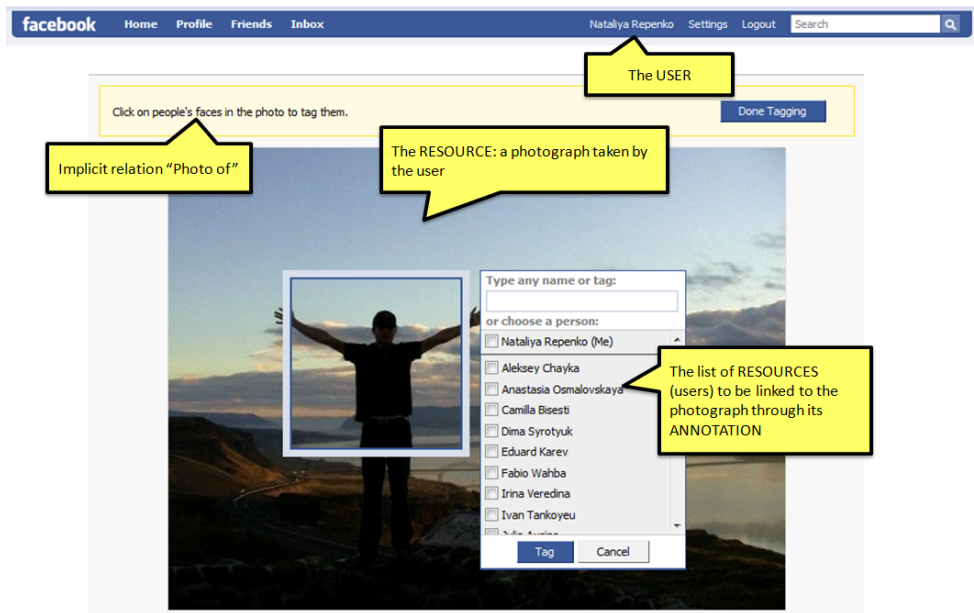 facebook Home Profile Friends Inbox Nataliya Repenko Settings Logout Search
The USER
Click on people's faces in the photo to tag them.
Done Tagging
Implicit relation “Photo of”
The RESOURCE: a photograph taken by
the user
Type any name or tag:
or choose a person:
Nataliya Repenko (Me)
Aleksey Chayka
Anastasia Osmalovskaya
Camilla Bisesti
Dima Syrotyuk
Eduard Karev
Fabio Wahba
Irina Veredina
Ivan Tankoyeu
The list of RESOURCES
(users) to be linked to the
photograph through its
ANNOTATION
Tag Cancel